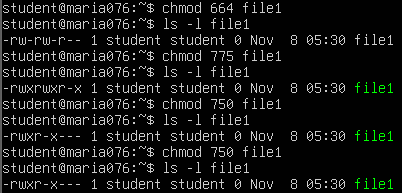 student@maria076:~$ chmod 664 file1
student@maria076:~$ ls -l file1
-rw-rw-r-- 1 student student 0 Nov  8 05:30 file1
student@maria076:~$ chmod 775 file1
student@maria076:~$ ls -l file1
-rwxrwxr-x 1 student student 0 Nov  8 05:30 file1
student@maria076:~$ chmod 750 file1
student@maria076:~$ ls -l file1
-rwxr-x--- 1 student student 0 Nov  8 05:30 file1
student@maria076:~$ chmod 750 file1
student@maria076:~$ ls -l file1
-rwxr-x--- 1 student student 0 Nov  8 05:30 file1